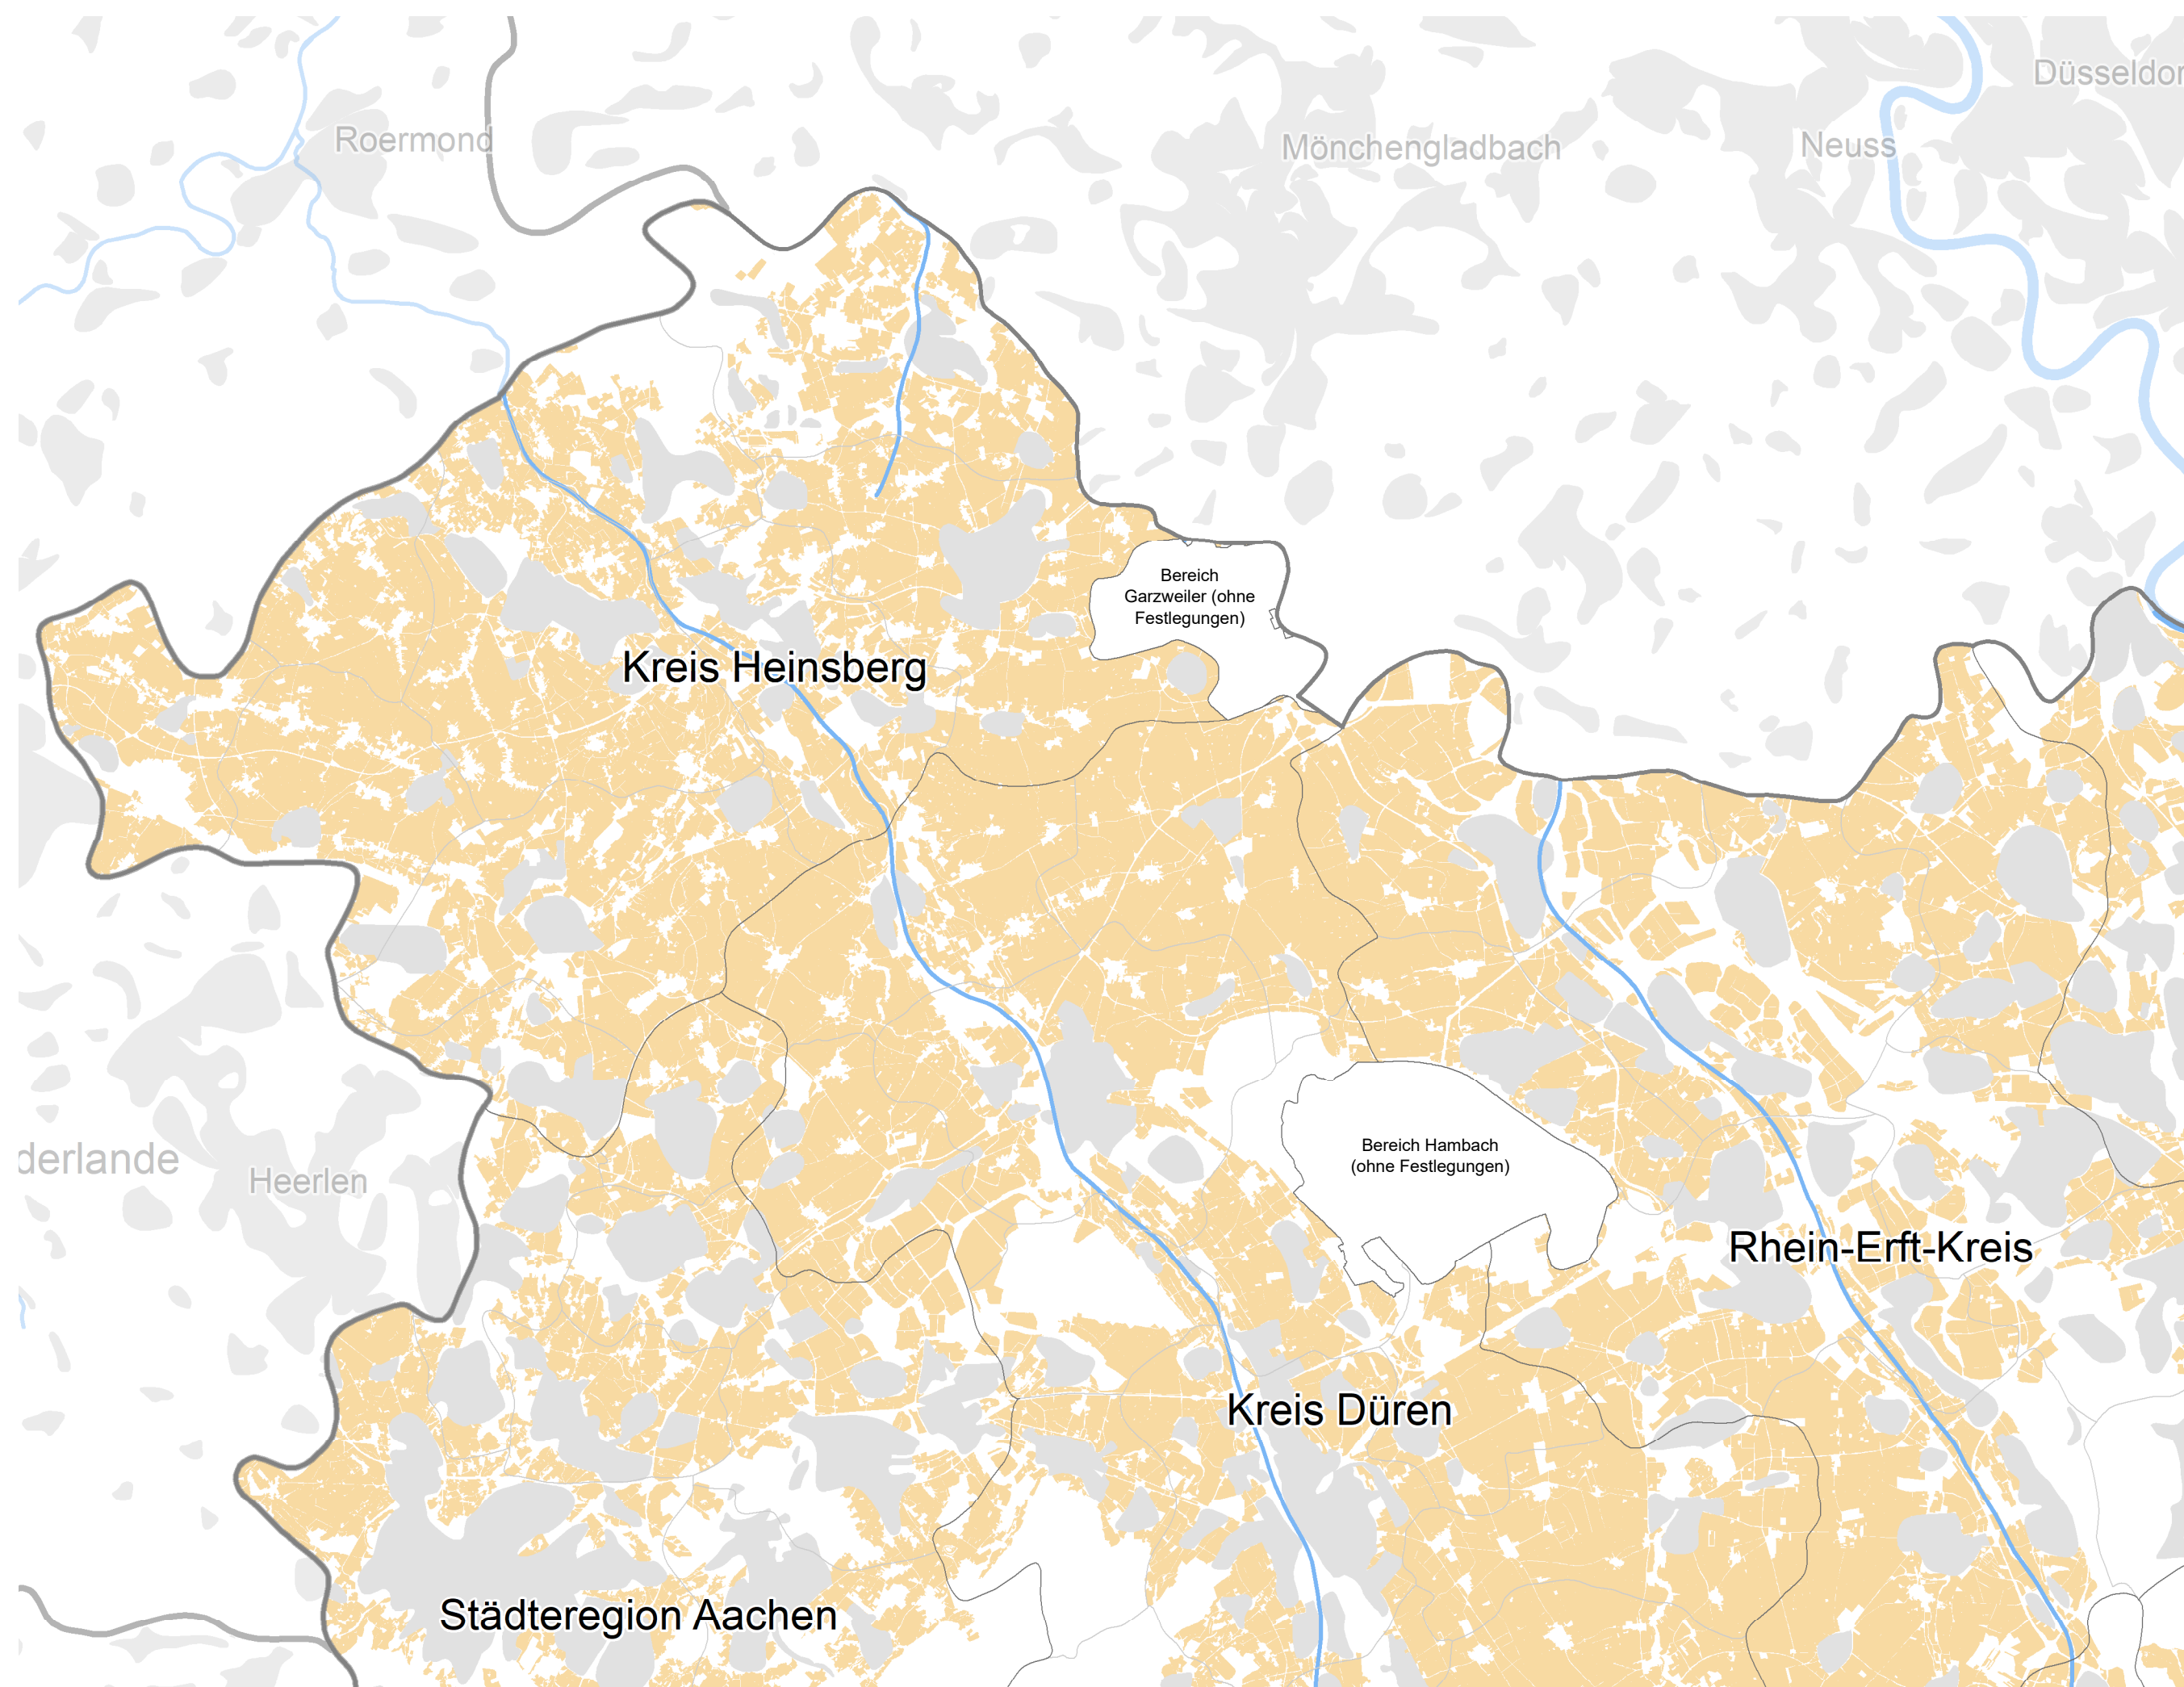 Düsseldor
Roermond
Mönchengladbach
Neuss
Bereich
Garzweiler (ohne
Festlegungen)
Kreis Heinsberg
Bereich Hambach
(ohne Festlegungen)
derlande
Heerlen
Rhein-Erft-Kreis
Kreis Düren
Städteregion Aachen